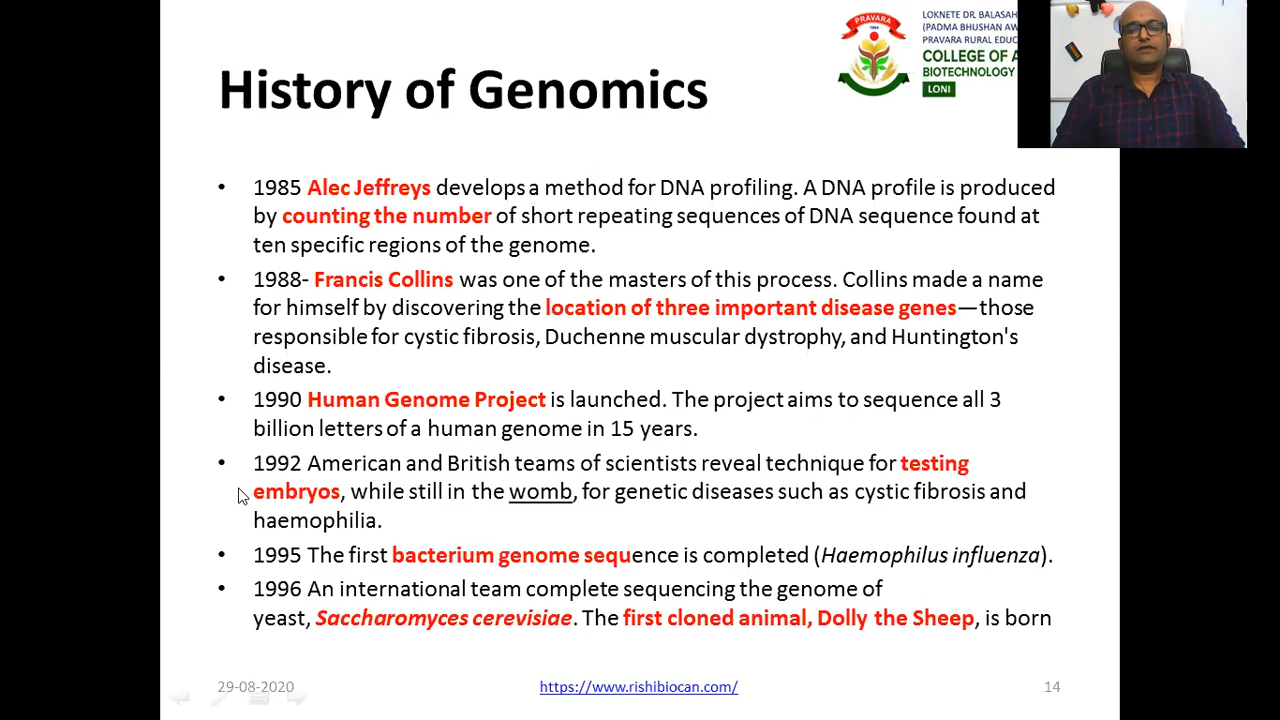 LOKNETE DR. BALASAH
(PADMA BHUSHAN AW
PRAVARA RURAL EDUC
COLLEGE OF A
BIOTECHNOLOGY
LONI
PRAVARA
History of Genomics
• 1985 Alec Jeffreys develops a method for DNA profiling. A DNA profile is produced
by counting the number of short repeating sequences of DNA sequence found at
ten specific regions of the genome.
• 1988- Francis Collins was one of the masters of this process. Collins made a name
for himself by discovering the location of three important disease genes—those
responsible for cystic fibrosis, Duchenne muscular dystrophy, and Huntington's
disease.
• 1990 Human Genome Project is launched. The project aims to sequence all 3
billion letters of a human genome in 15 years.
• 1992 American and British teams of scientists reveal technique for testing
embryos, while still in the womb, for genetic diseases such as cystic fibrosis and
haemophilia.
• 1995 The first bacterium genome sequence is completed (Haemophilus influenza).
• 1996 An international team complete sequencing the genome of
yeast, Saccharomyces cerevisiae. The first cloned animal, Dolly the Sheep, is born
29-08-2020
https://www.rishibiocan.com/
14